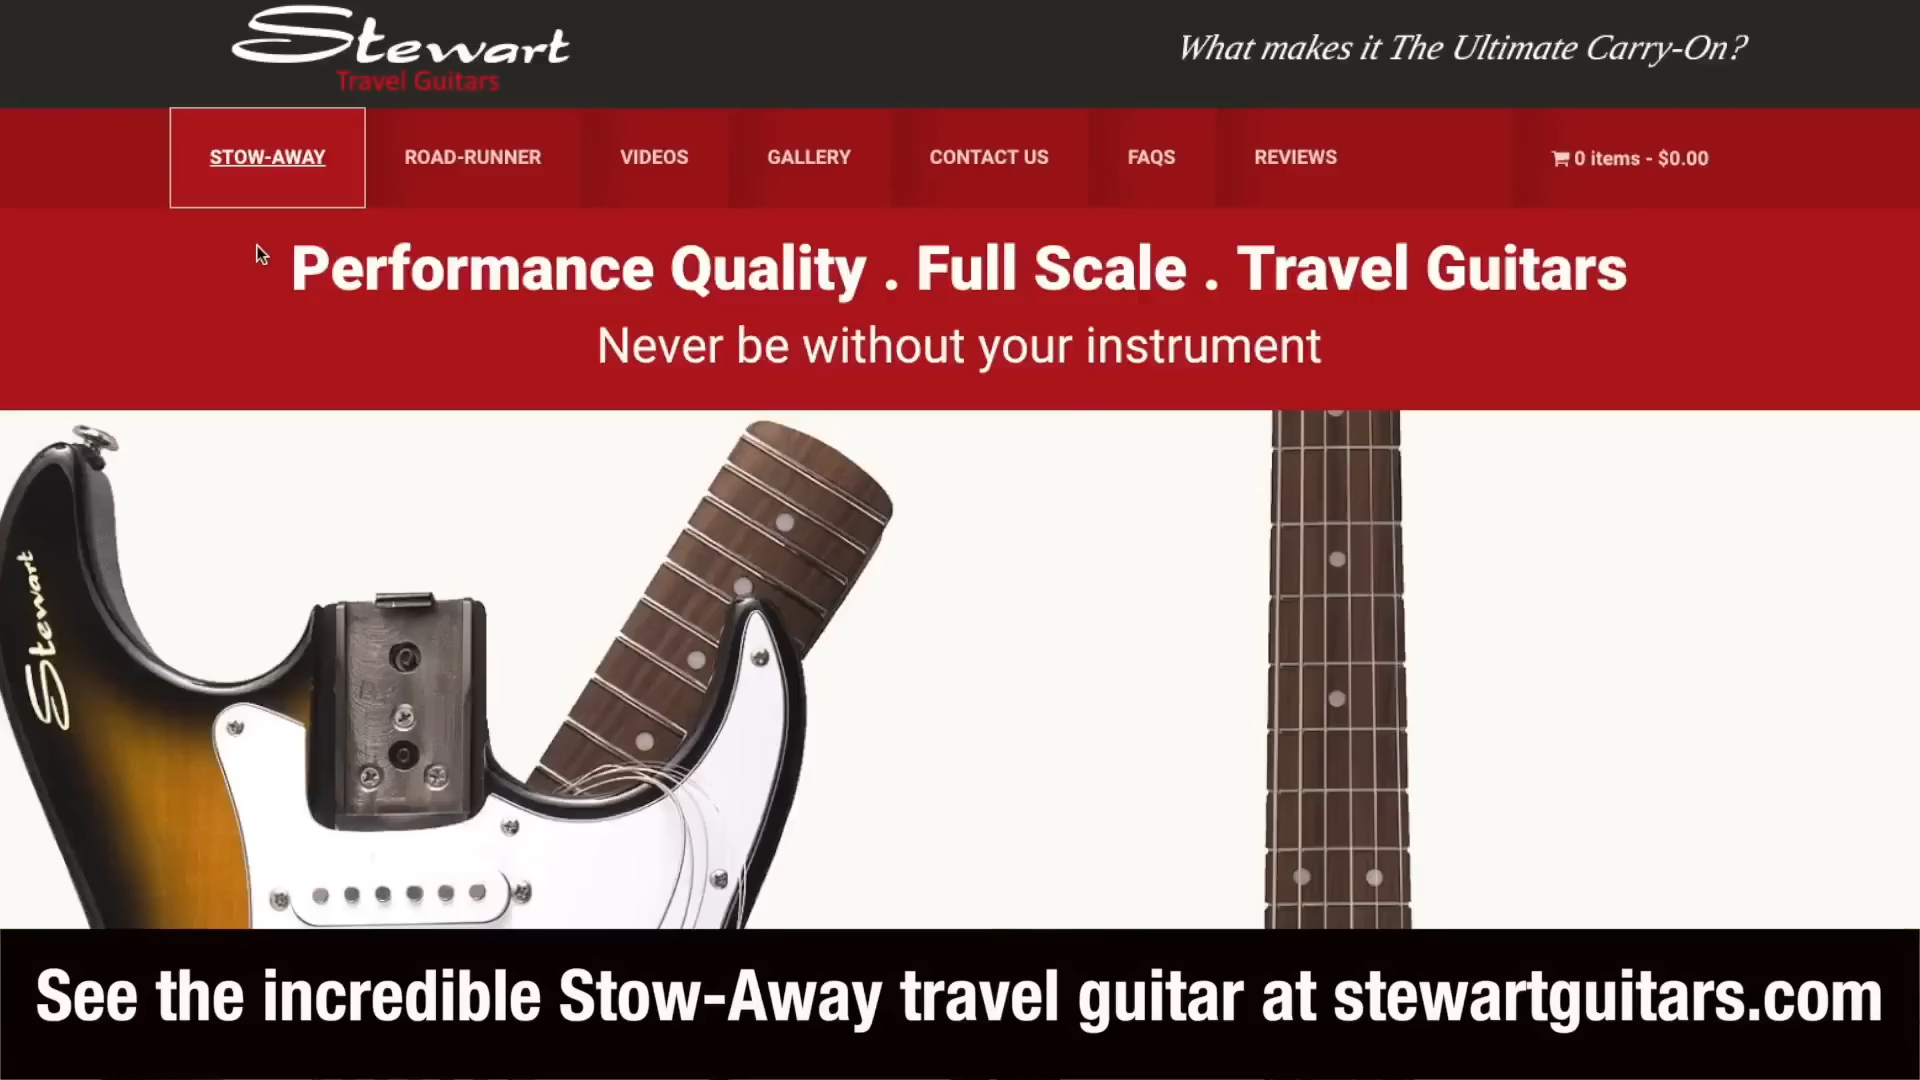 Stewart
Travel Guitars
What makes it The Ultimate Carry-On?
STOW-AWAY
ROAD-RUNNER
VIDEOS
GALLERY
CONTACT US
FAQS
REVIEWS
0 items - $0.00
Performance Quality . Full Scale . Travel Guitars
Never be without your instrument
Stewart
See the incredible Stow-Away travel guitar at stewartguitars.com